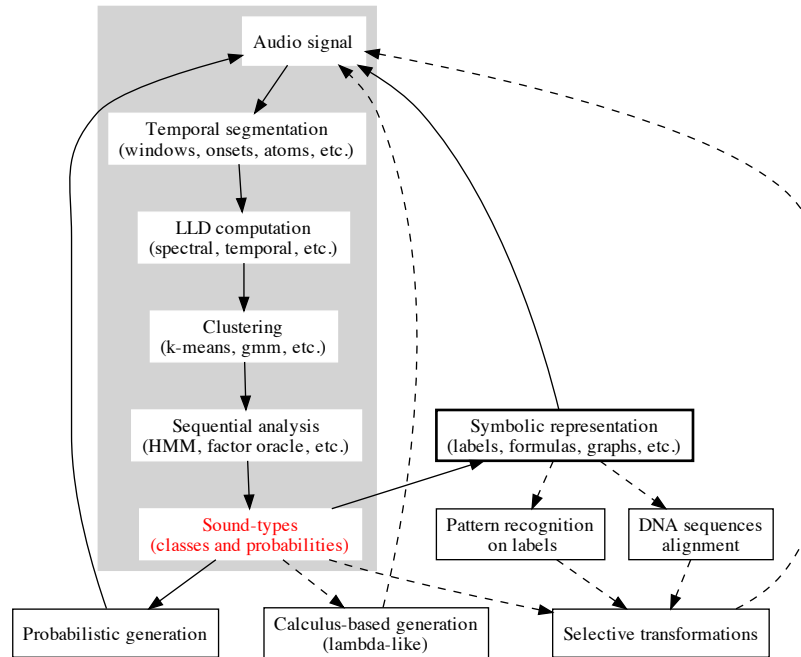 Audio signal
Temporal segmentation
(windows, onsets, atoms, etc.)
LLD computation
(spectral, temporal, etc.)
Clustering
(k-means, gmm, etc.)
Sequential analysis
(HMM, factor oracle, etc.)
Symbolic representation
(labels, formulas, graphs, etc.)
Sound-types
(classes and probabilities)
Pattern recognition
on labels
DNA sequences
alignment
Probabilistic generation
Calculus-based generation
(lambda-like)
Selective transformations